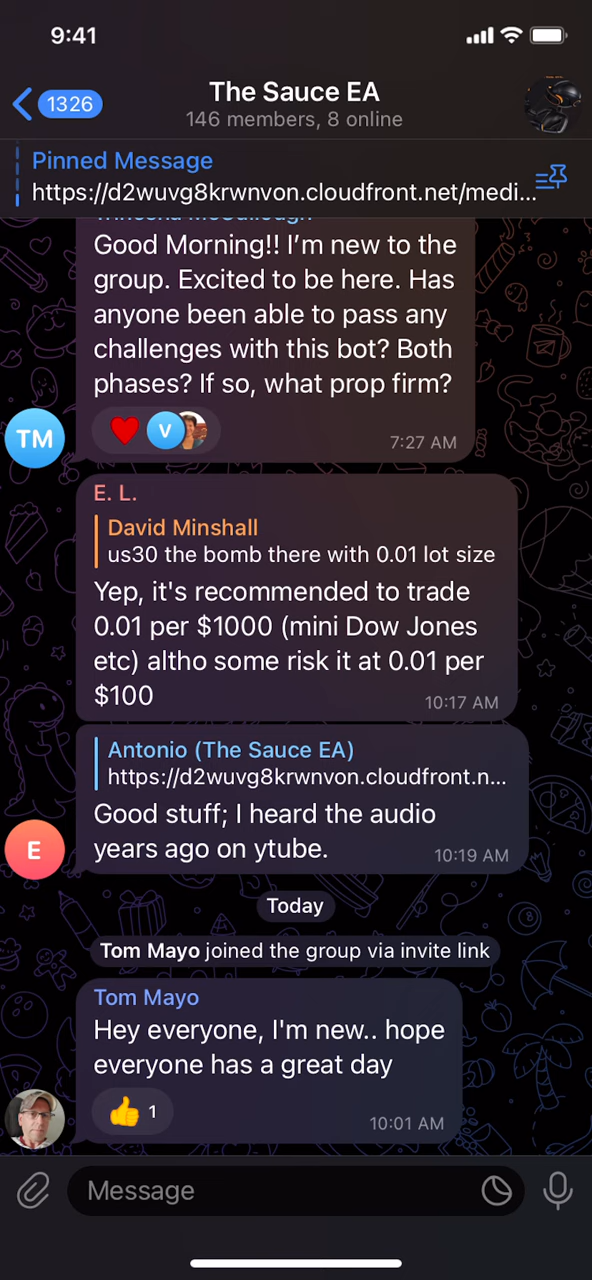 9:41
1326
The Sauce EA
146 members, 8 online
Pinned Message
https://d2wuvg8krwnvon.cloudfront.net/medi...
Good Morning!! I’m new to the
group. Excited to be here. Has
anyone been able to pass any
challenges with this bot? Both
phases? If so, what prop firm?
V
7:27 AM
TM
E. L.
David Minshall
us30 the bomb there with 0.01 lot size
Yep, it's recommended to trade
0.01 per $1000 (mini Dow Jones
etc) altho some risk it at 0.01 per
$100
10:17 AM
Antonio (The Sauce EA)
https://d2wuvg8krwnvon.cloudfront.n...
Good stuff; I heard the audio
years ago on ytube.
10:19 AM
E
Today
Tom Mayo joined the group via invite link
Tom Mayo
Hey everyone, I'm new.. hope
everyone has a great day
1
10:01 AM
Message